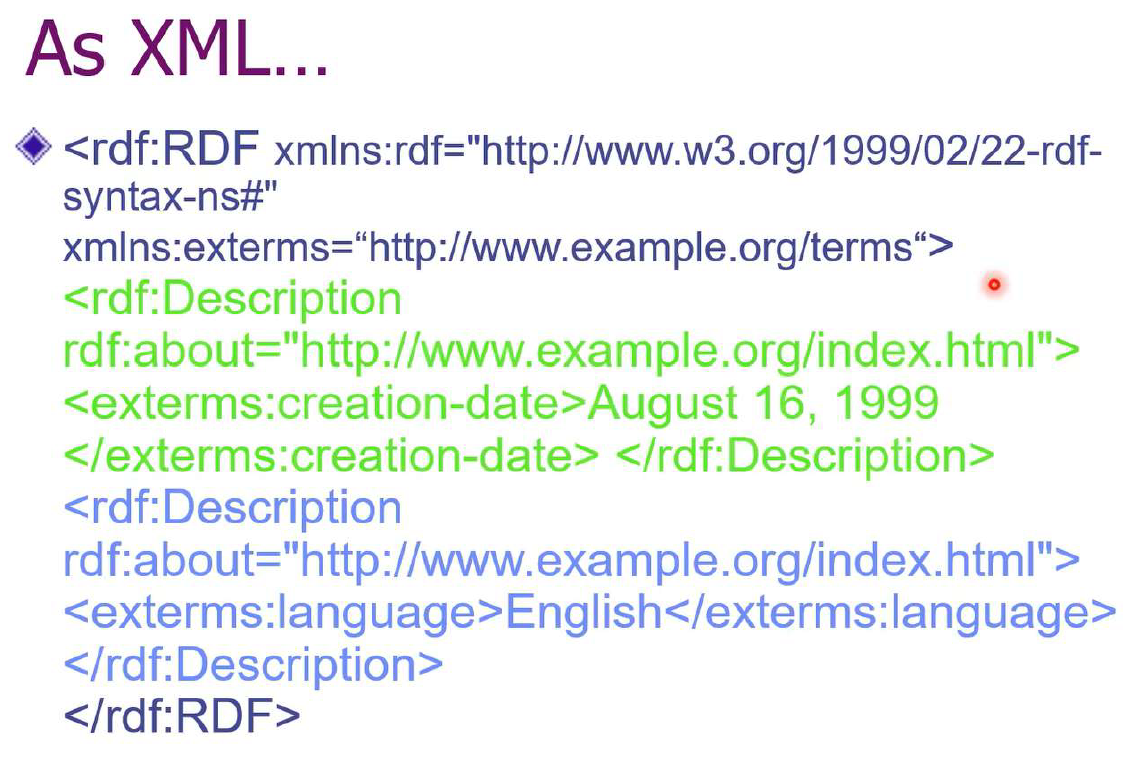 As XML...
<rdf:RDF xmlns:rdf="http://www.w3.org/1999/02/22-rdf-
syntax-ns#"
xmlns:exterms=“http://www.example.org/terms“>
<rdf:Description
rdf:about="http://www.example.org/index.html">
<exterms:creation-date>August 16, 1999
</exterms:creation-date> </rdf:Description>
<rdf:Description
rdf:about="http://www.example.org/index.html">
<exterms:language>English</exterms:language>
</rdf:Description>
</rdf:RDF>